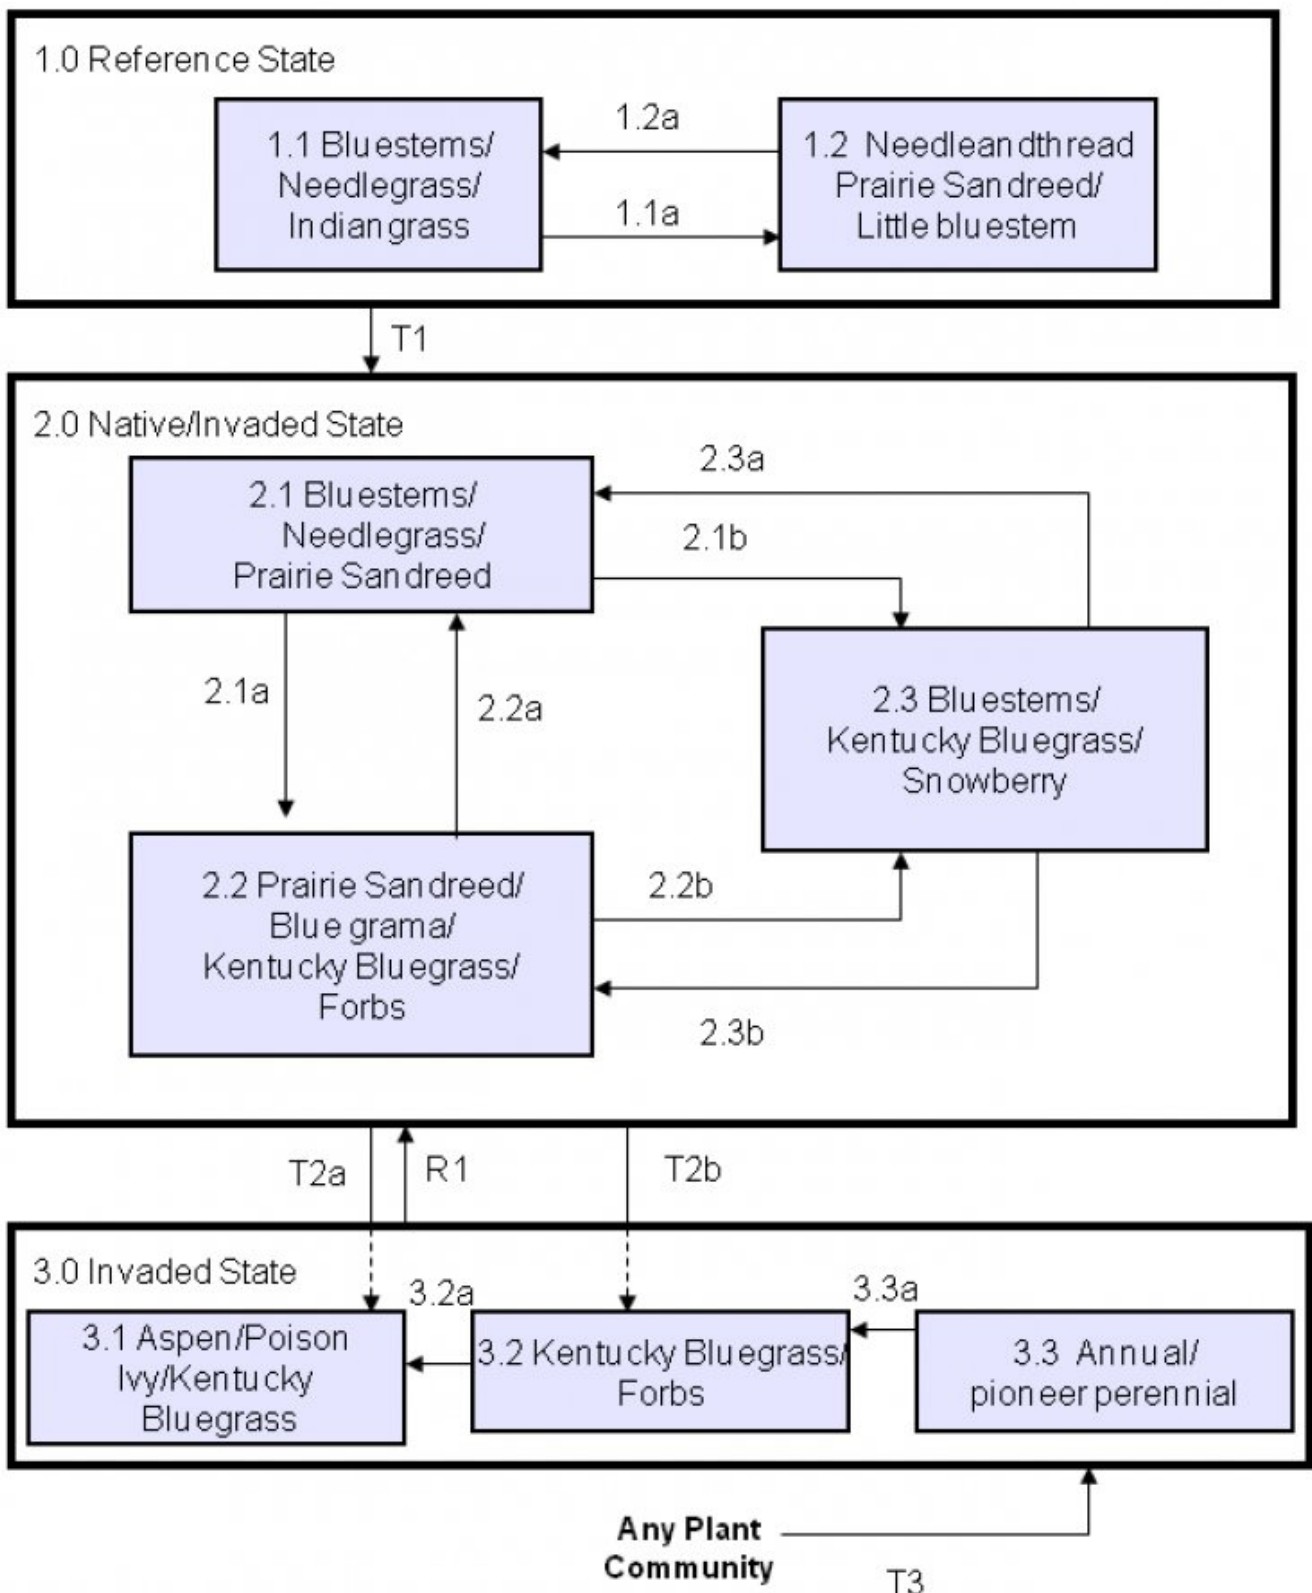 1.0 Reference State
1.1 Bluestems/
Needlegrass/
Indiangrass
1.2a
1.1a
1.2 Needleandthread
Prairie Sandreed/
Little bluestem
T1
2.0 Native/Invaded State
2.1 Bluestems/
Needlegrass/
Prairie Sandreed
2.3a
2.1b
2.1a
2.2a
2.3 Bluestems/
Kentucky Bluegrass/
Snowberry
2.2 Prairie Sandreed/
Blue grama/
Kentucky Bluegrass/
Forbs
2.2b
2.3b
T2a
R1
T2b
3.0 Invaded State
3.2a
3.3a
3.1 Aspen/Poison
Ivy/Kentucky
Bluegrass
3.2 Kentucky Bluegrass/
Forbs
3.3 Annual/
pioneer perennial
Any Plant
Community
T3